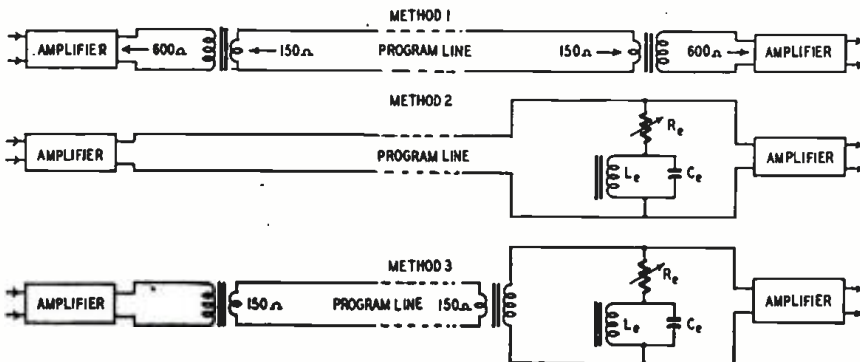 METHOD 1
AMPLIFIER
600Ω
150Ω
PROGRAM LINE
150Ω
600Ω
AMPLIFIER
METHOD 2
AMPLIFIER
PROGRAM LINE
Re
Le
Ce
AMPLIFIER
METHOD 3
AMPLIFIER
150Ω
PROGRAM LINE
150Ω
Re
Le
Ce
AMPLIFIER